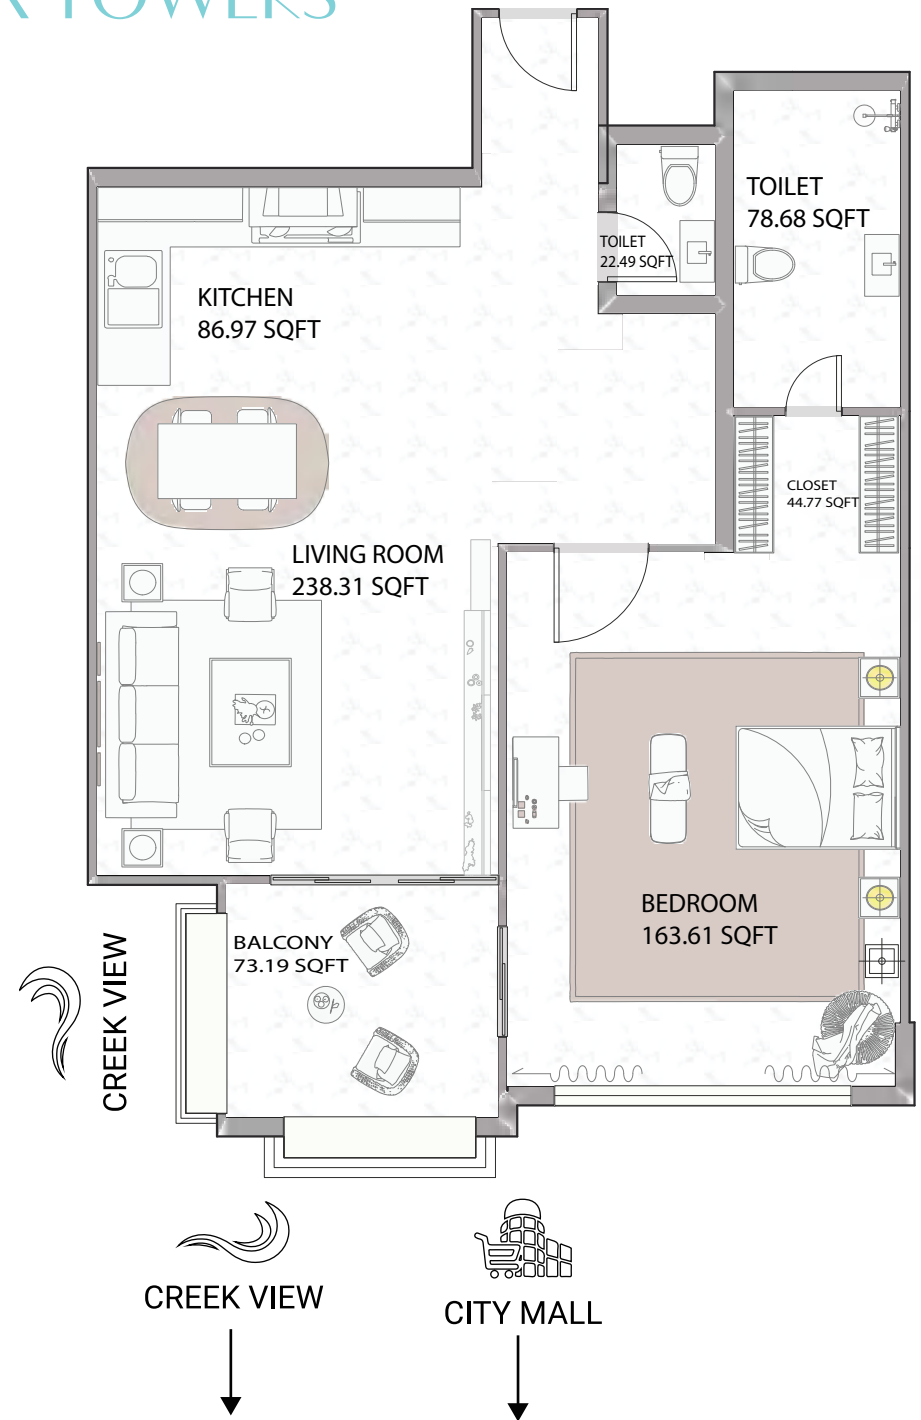 TOWERS
TOILET
78.68 SQFT
TOILET
22.49 SQFT
KITCHEN
86.97 SQFT
CLOSET
44.77 SQFT
LIVING ROOM
238.31 SQFT
BEDROOM
163.61 SQFT
BALCONY
73.19 SQFT
CREEK VIEW
CREEK VIEW
CITY MALL